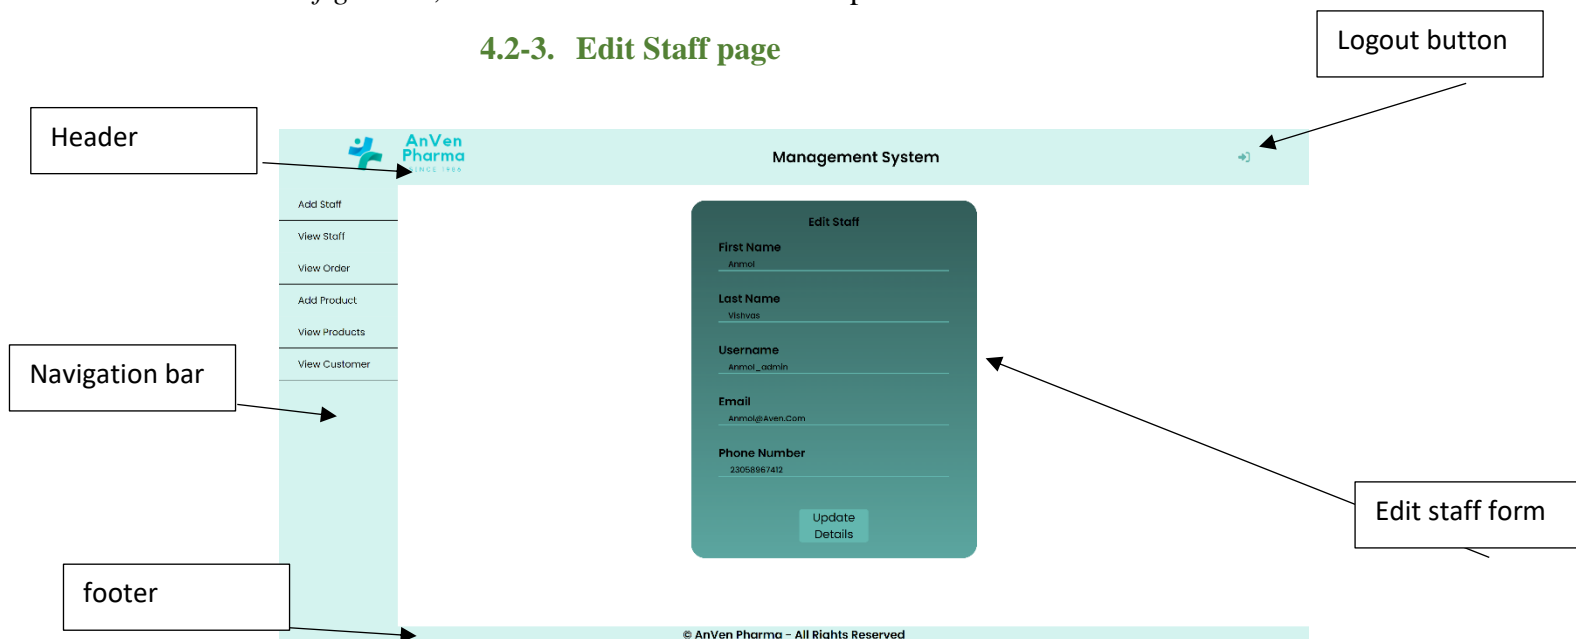 4.2-3. Edit Staff page
Logout button
Header
AnVen
Pharma
SINCE 1968
Management System
Add Staff
View Staff
View Order
Add Product
View Products
View Customer
Navigation bar
Edit Staff
First Name
Anmol
Last Name
Vishvas
Username
Anmol_admin
Email
Anmol@Aven.Com
Phone Number
23058967412
Update
Details
Edit staff form
footer
© AnVen Pharma - All Rights Reserved